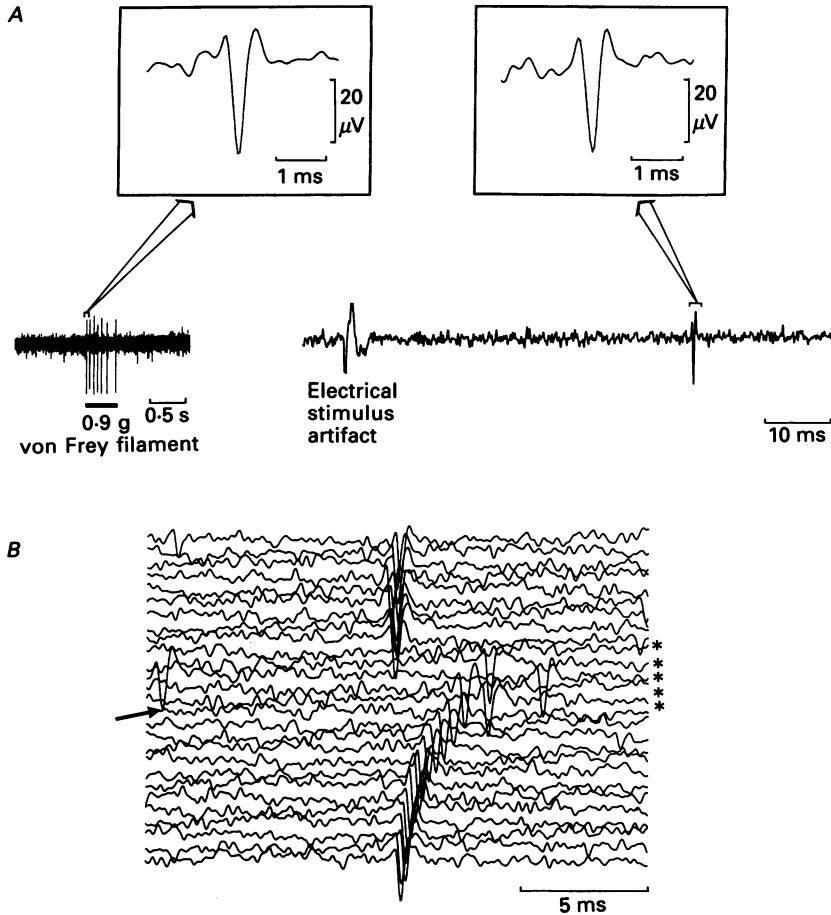 A
20
μV
1 ms
20
μV
1 ms
0·9 g
0·5 s
von Frey filament
Electrical
stimulus
artifact
10 ms
B
*
*
*
*
*
5 ms